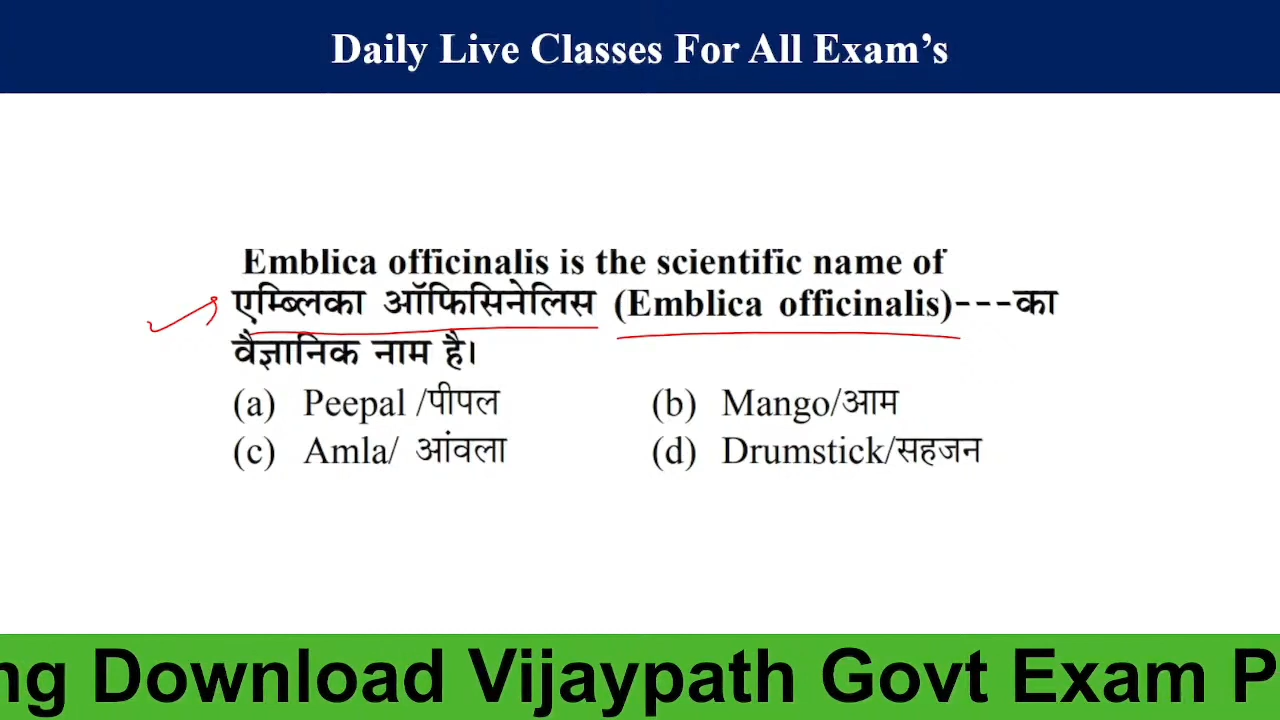 Daily Live Classes For All Exam’s
Emblica officinalis is the scientific name of
एम्ब्लिका ऑफिसिनेलिस (Emblica officinalis)---का
वैज्ञानिक नाम है।
(a) Peepal /पीपल (b) Mango/आम
(c) Amla/ आंवला (d) Drumstick/सहजन
ng Download Vijaypath Govt Exam P